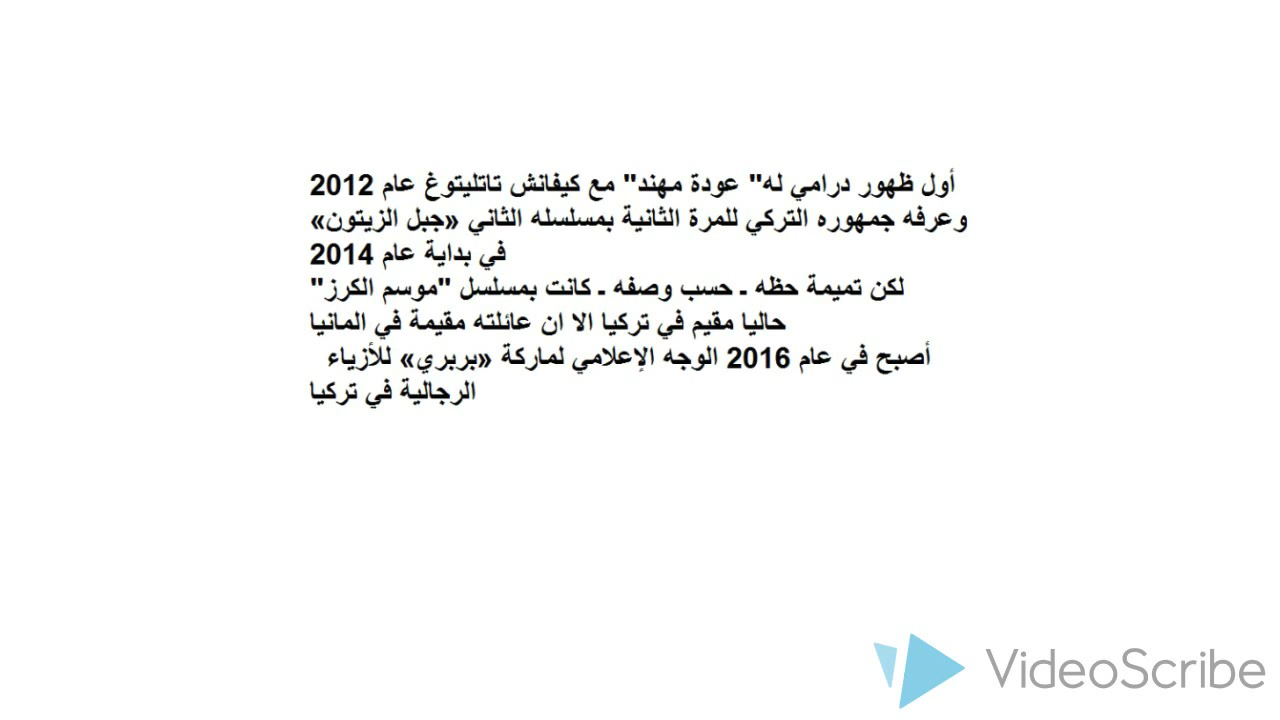 أول ظهور درامي له" عودة مهند" مع كيفانش تاتليتوغ عام 2012
وعرفه جمهوره التركي للمرة الثانية بمسلسله الثاني «جبل الزيتون»
في بداية عام 2014
لكن تميمة حظه ـ حسب وصفه ـ كانت بمسلسل "موسم الكرز"
حاليا مقيم في تركيا الا ان عائلته مقيمة في المانيا
أصبح في عام 2016 الوجه الإعلامي لماركة «بربري» للأزياء
الرجالية في تركيا
VideoScribe